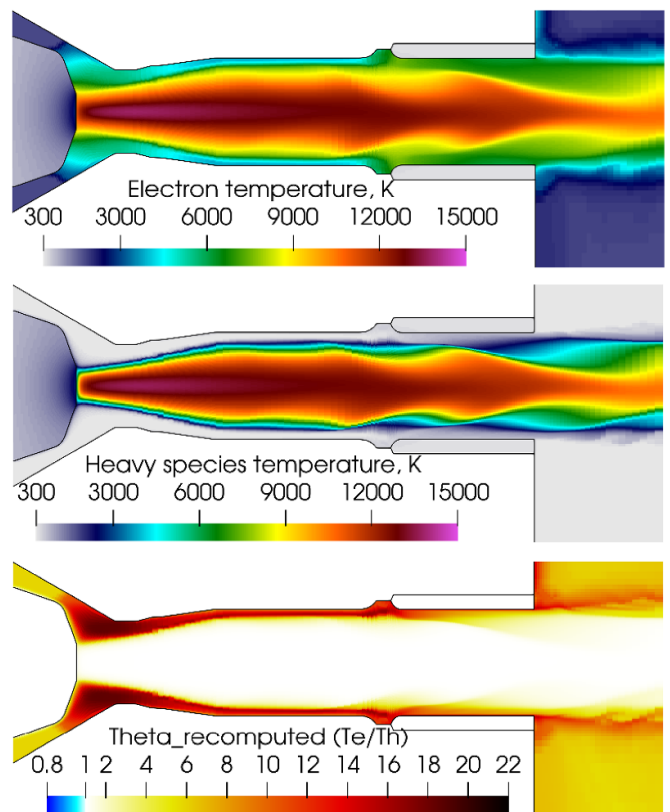 Electron temperature, K
300 3000 6000 9000 12000 15000
Heavy species temperature, K
300 3000 6000 9000 12000 15000
Theta_recomputed (Te/Th)
0.8 1 2 4 6 8 10 12 14 16 18 20 22